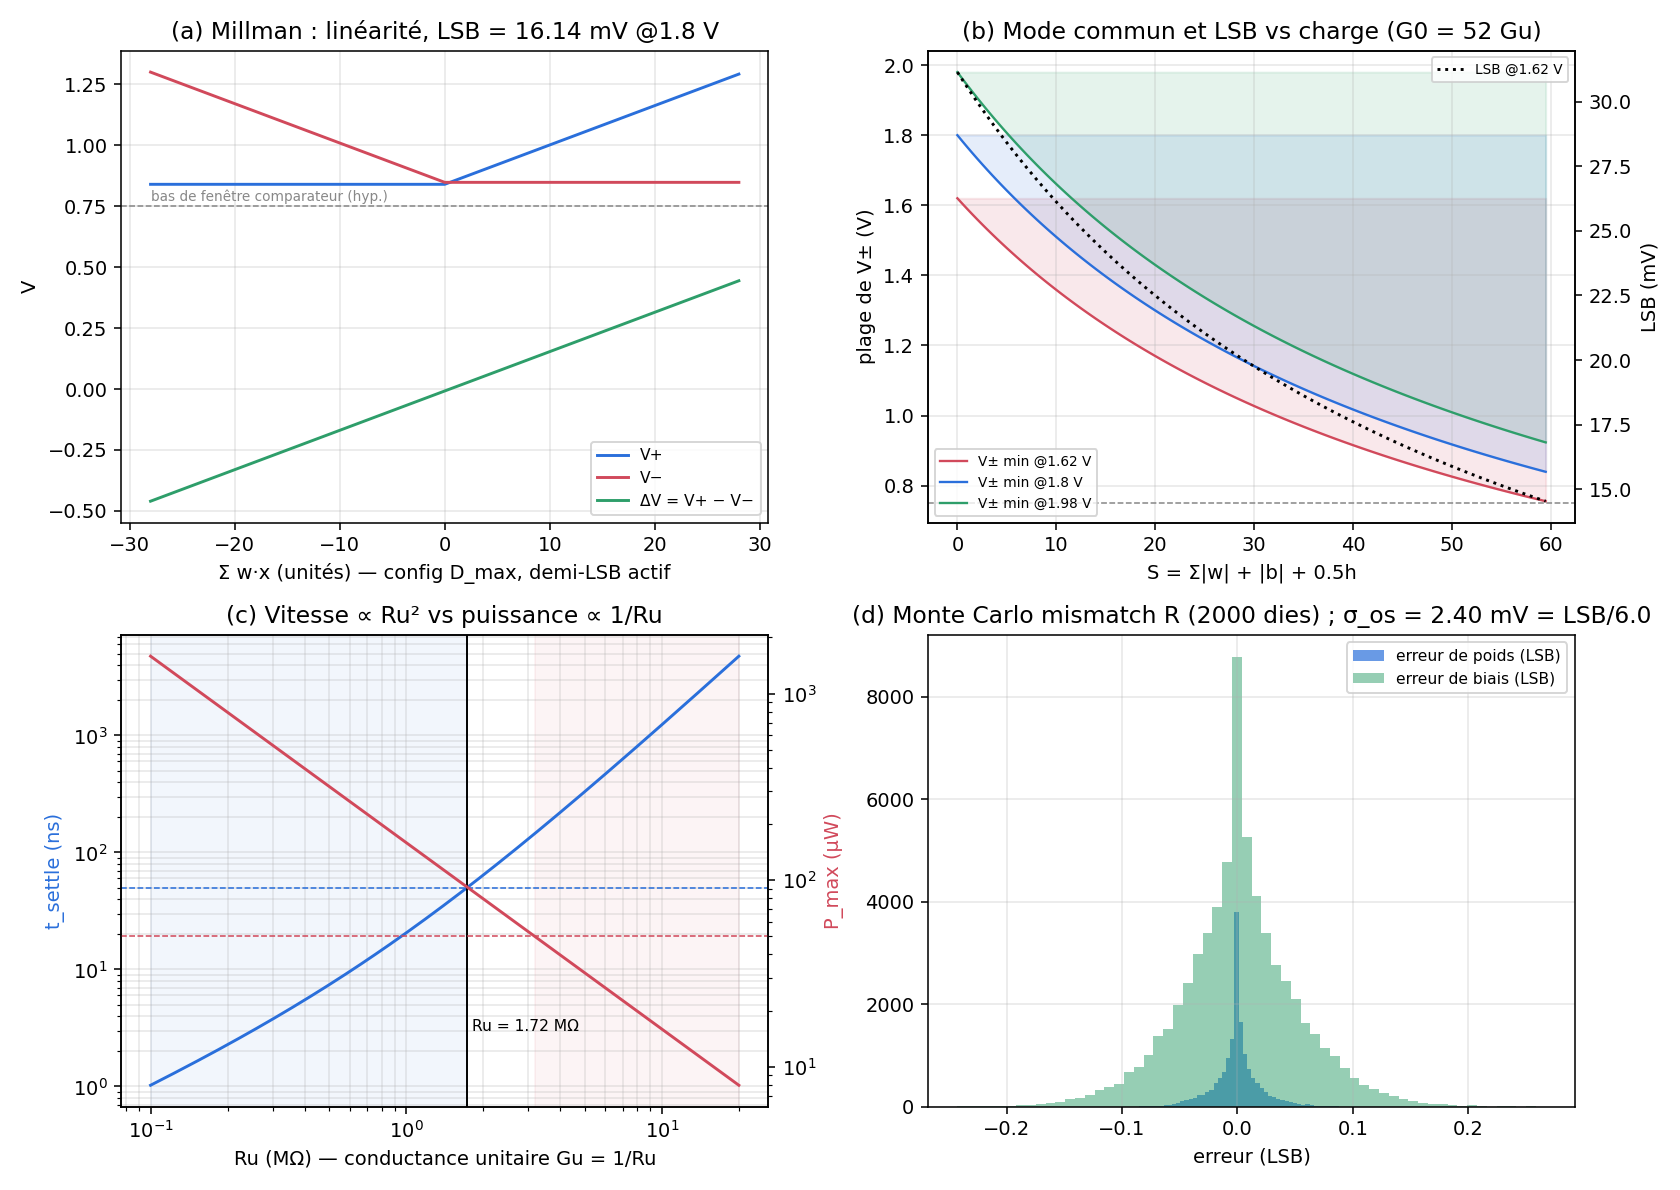 (a) Millman : linéarité, LSB = 16.14 mV @1.8 V
1.25
1.00
0.75
0.50
0.25
0.00
−0.25
−0.50
V
bas de fenêtre comparateur (hyp.)
V+
V−
ΔV = V+ − V−
−30 −20 −10 0 10 20 30
Σ w·x (unités) — config D_max, demi-LSB actif
(b) Mode commun et LSB vs charge (G0 = 52 Gu)
2.0
1.8
1.6
1.4
1.2
1.0
0.8
plage de V± (V)
LSB @1.62 V
V± min @1.62 V
V± min @1.8 V
V± min @1.98 V
30.0
27.5
25.0
22.5
20.0
17.5
15.0
LSB (mV)
0 10 20 30 40 50 60
S = Σ|w| + |b| + 0.5h
(c) Vitesse ∝ Ru² vs puissance ∝ 1/Ru
10³
10²
10¹
10⁰
t_settle (ns)
Ru = 1.72 MΩ
10³
10²
10¹
P_max (µW)
10⁻¹ 10⁰ 10¹
Ru (MΩ) — conductance unitaire Gu = 1/Ru
(d) Monte Carlo mismatch R (2000 dies) ; σ_os = 2.40 mV = LSB/6.0
8000
6000
4000
2000
0
erreur de poids (LSB)
erreur de biais (LSB)
−0.2 −0.1 0.0 0.1 0.2
erreur (LSB)